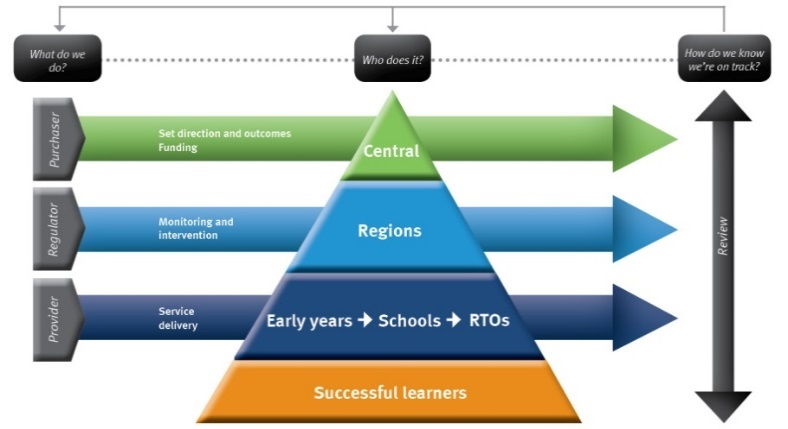 What do we
do?
Who does it?
How do we know
we're on track?
Purchaser
Set direction and outcomes
Funding
Central
Regulator
Monitoring and
intervention
Regions
Review
Provider
Service
delivery
Early years → Schools → RTOs
Successful learners